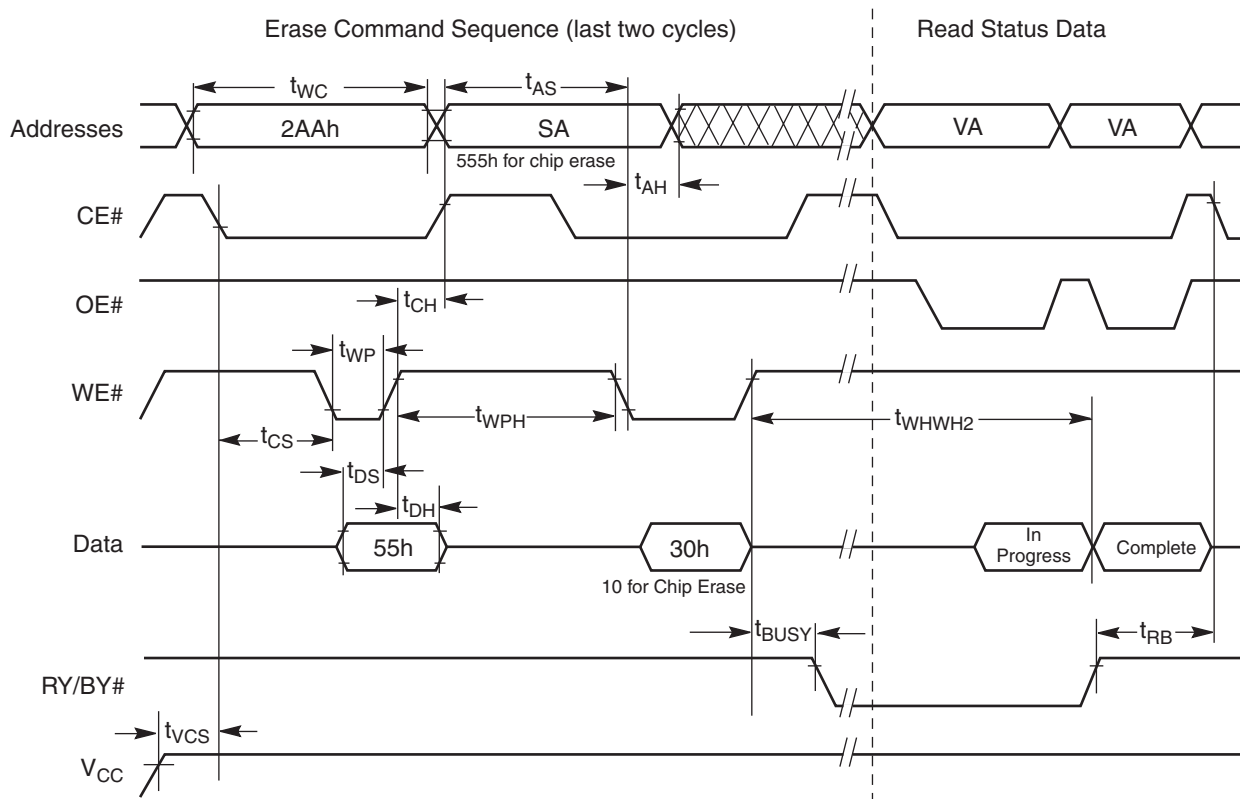 Erase Command Sequence (last two cycles)
Read Status Data
tWC
tAS
Addresses
2AAh
SA
VA
VA
555h for chip erase
tAH
CE#
OE#
tCH
tWP
WE#
tWPH
tWHWH2
tCS
tDS
tDH
Data
55h
30h
In
Progress
Complete
10 for Chip Erase
tBUSY
tRB
RY/BY#
tVCS
VCC